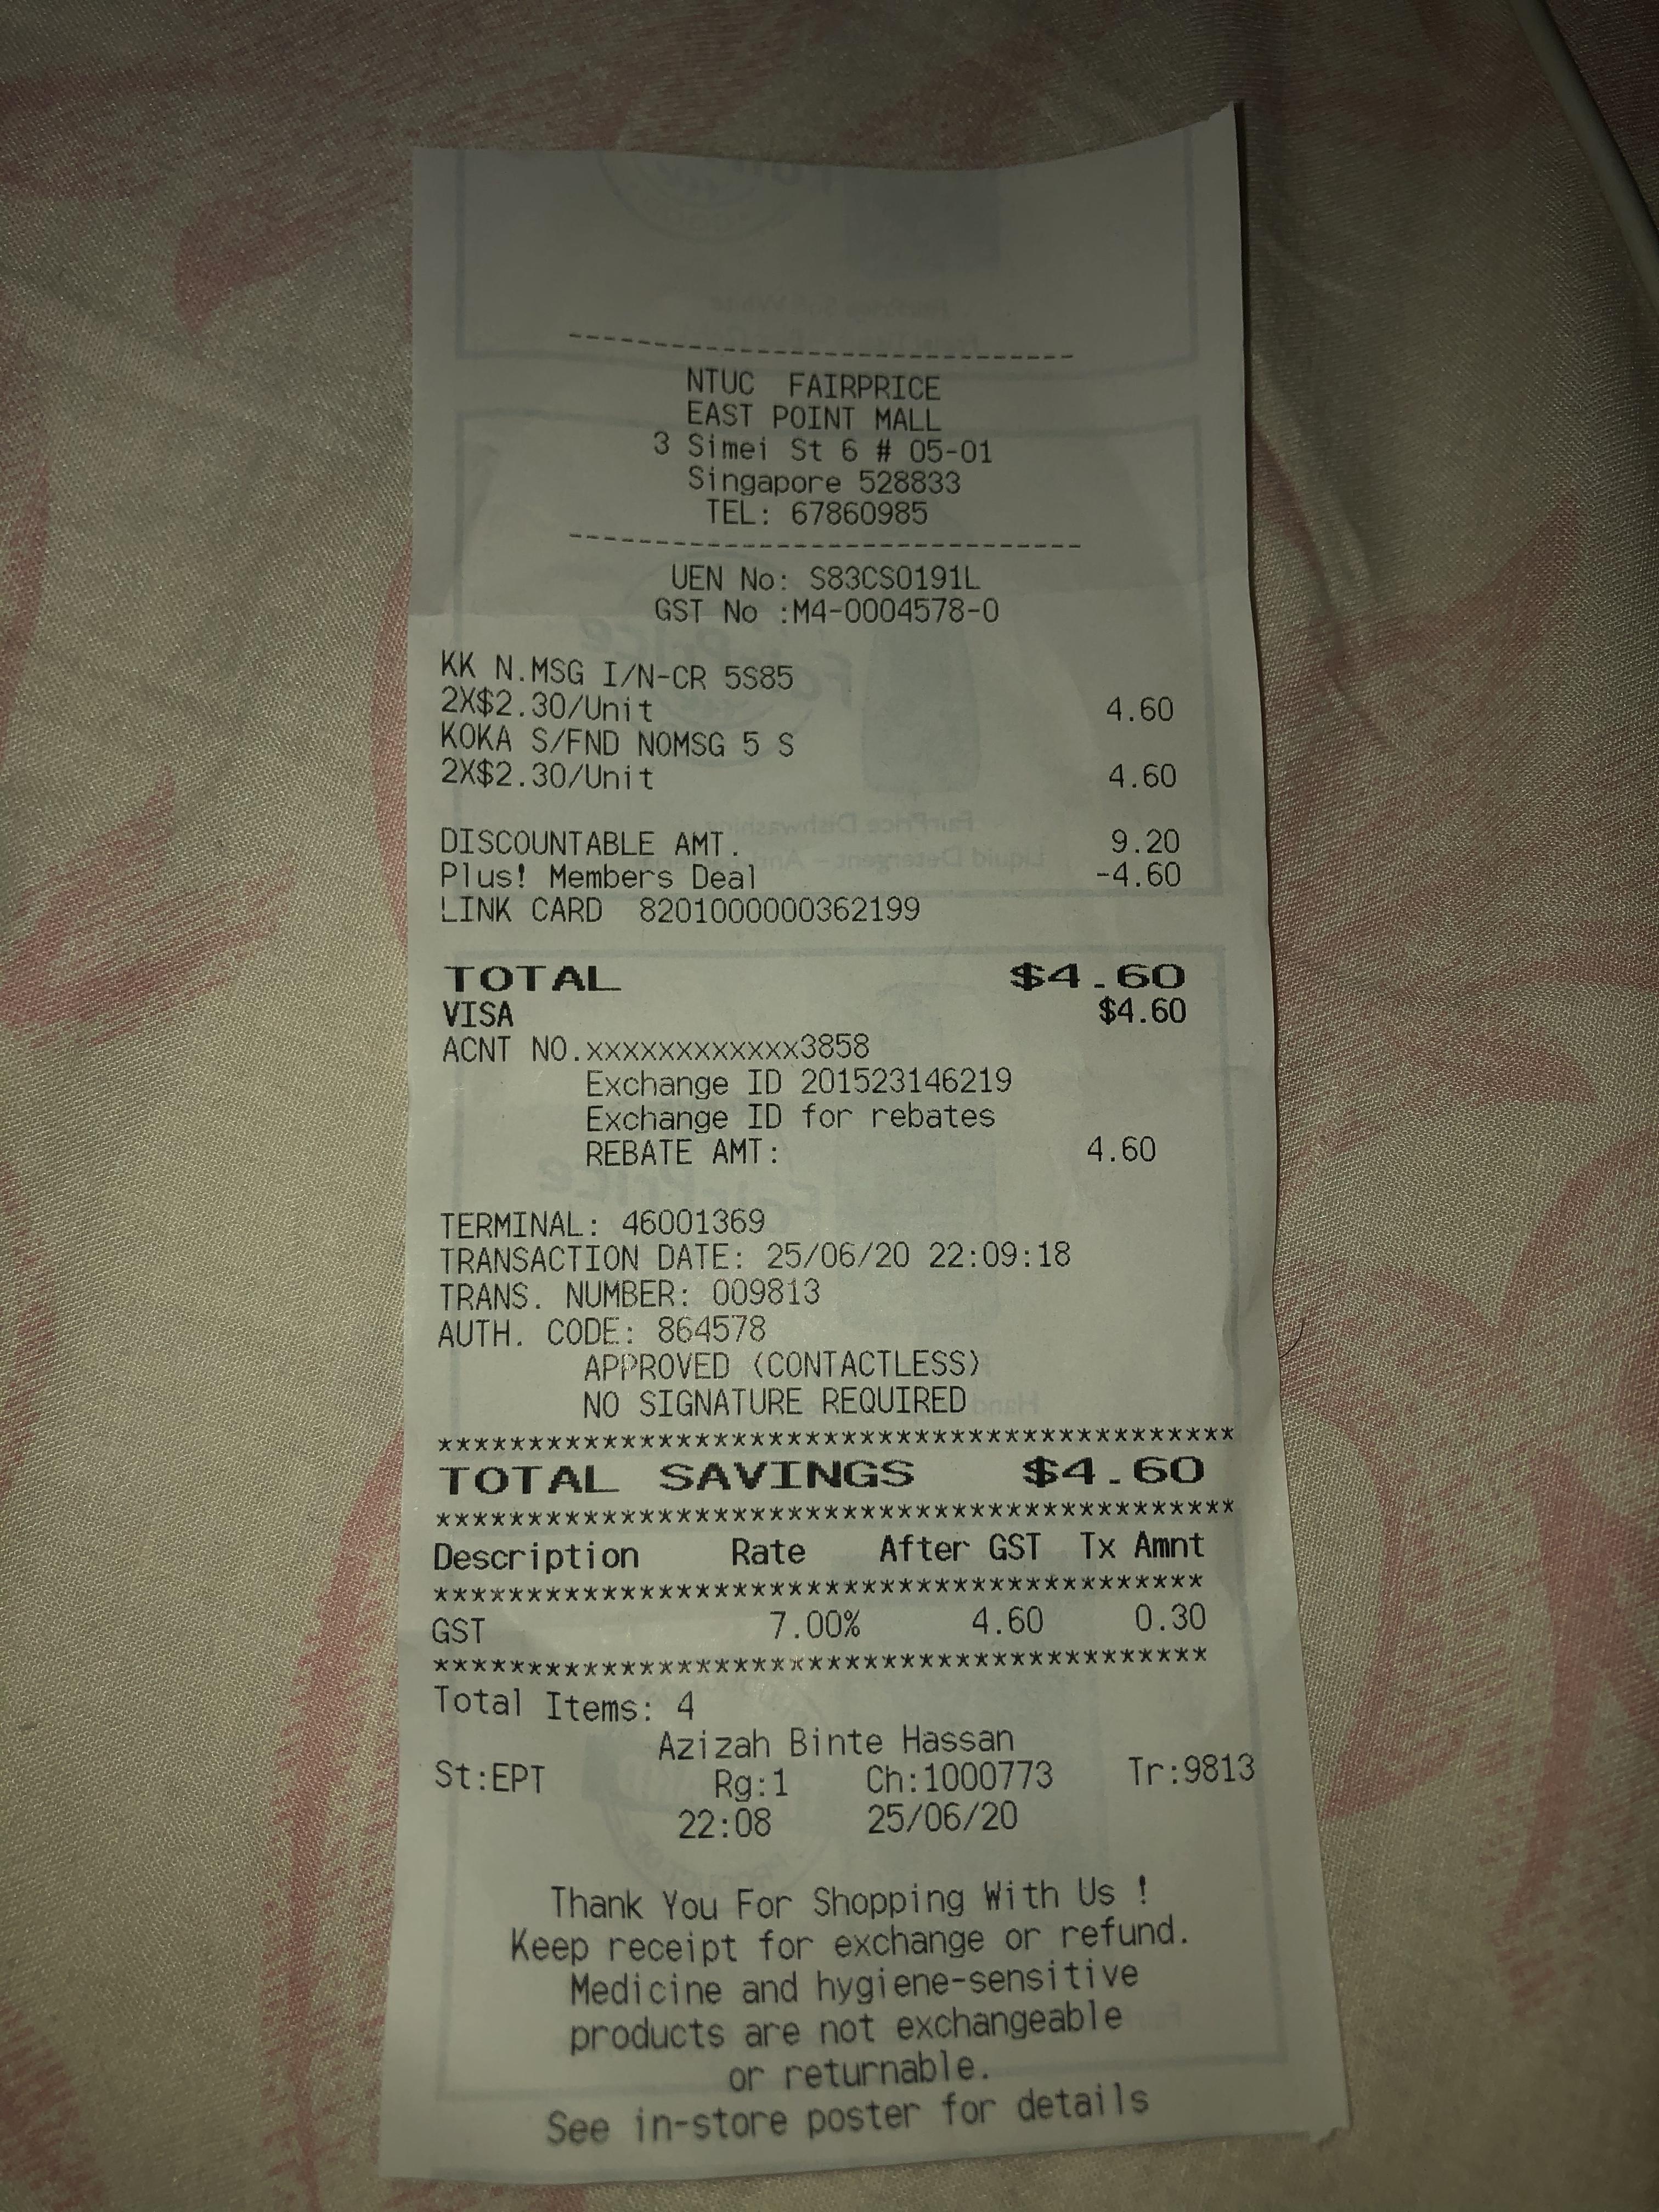 NTUC FAIRPRICE
EAST POINT MALL
3 Simei St 6 # 05-01
Singapore 528833
TEL: 67860985
UEN No: S83CS0191L
GST No :M4-0004578-0
KK N.MSG I/N-CR 5S85
2X$2.30/Unit 4.60
KOKA S/FND NOMSG 5 S
2X$2.30/Unit 4.60
DISCOUNTABLE AMT. 9.20
Plus! Members Deal -4.60
LINK CARD 8201000000362199
TOTAL $4.60
VISA $4.60
ACNT NO.xxxxxxxxxxxx3858
Exchange ID 201523146219
Exchange ID for rebates
REBATE AMT: 4.60
TERMINAL: 46001369
TRANSACTION DATE: 25/06/20 22:09:18
TRANS. NUMBER: 009813
AUTH. CODE: 864578
APPROVED (CONTACTLESS)
NO SIGNATURE REQUIRED
TOTAL SAVINGS $4.60
Description Rate After GST Tx Amnt
GST 7.00% 4.60 0.30
Total Items: 4
Azizah Binte Hassan
St:EPT Rg:1 Ch:1000773 Tr:9813
22:08 25/06/20
Thank You For Shopping With Us !
Keep receipt for exchange or refund.
Medicine and hygiene-sensitive
products are not exchangeable
or returnable.
See in-store poster for details